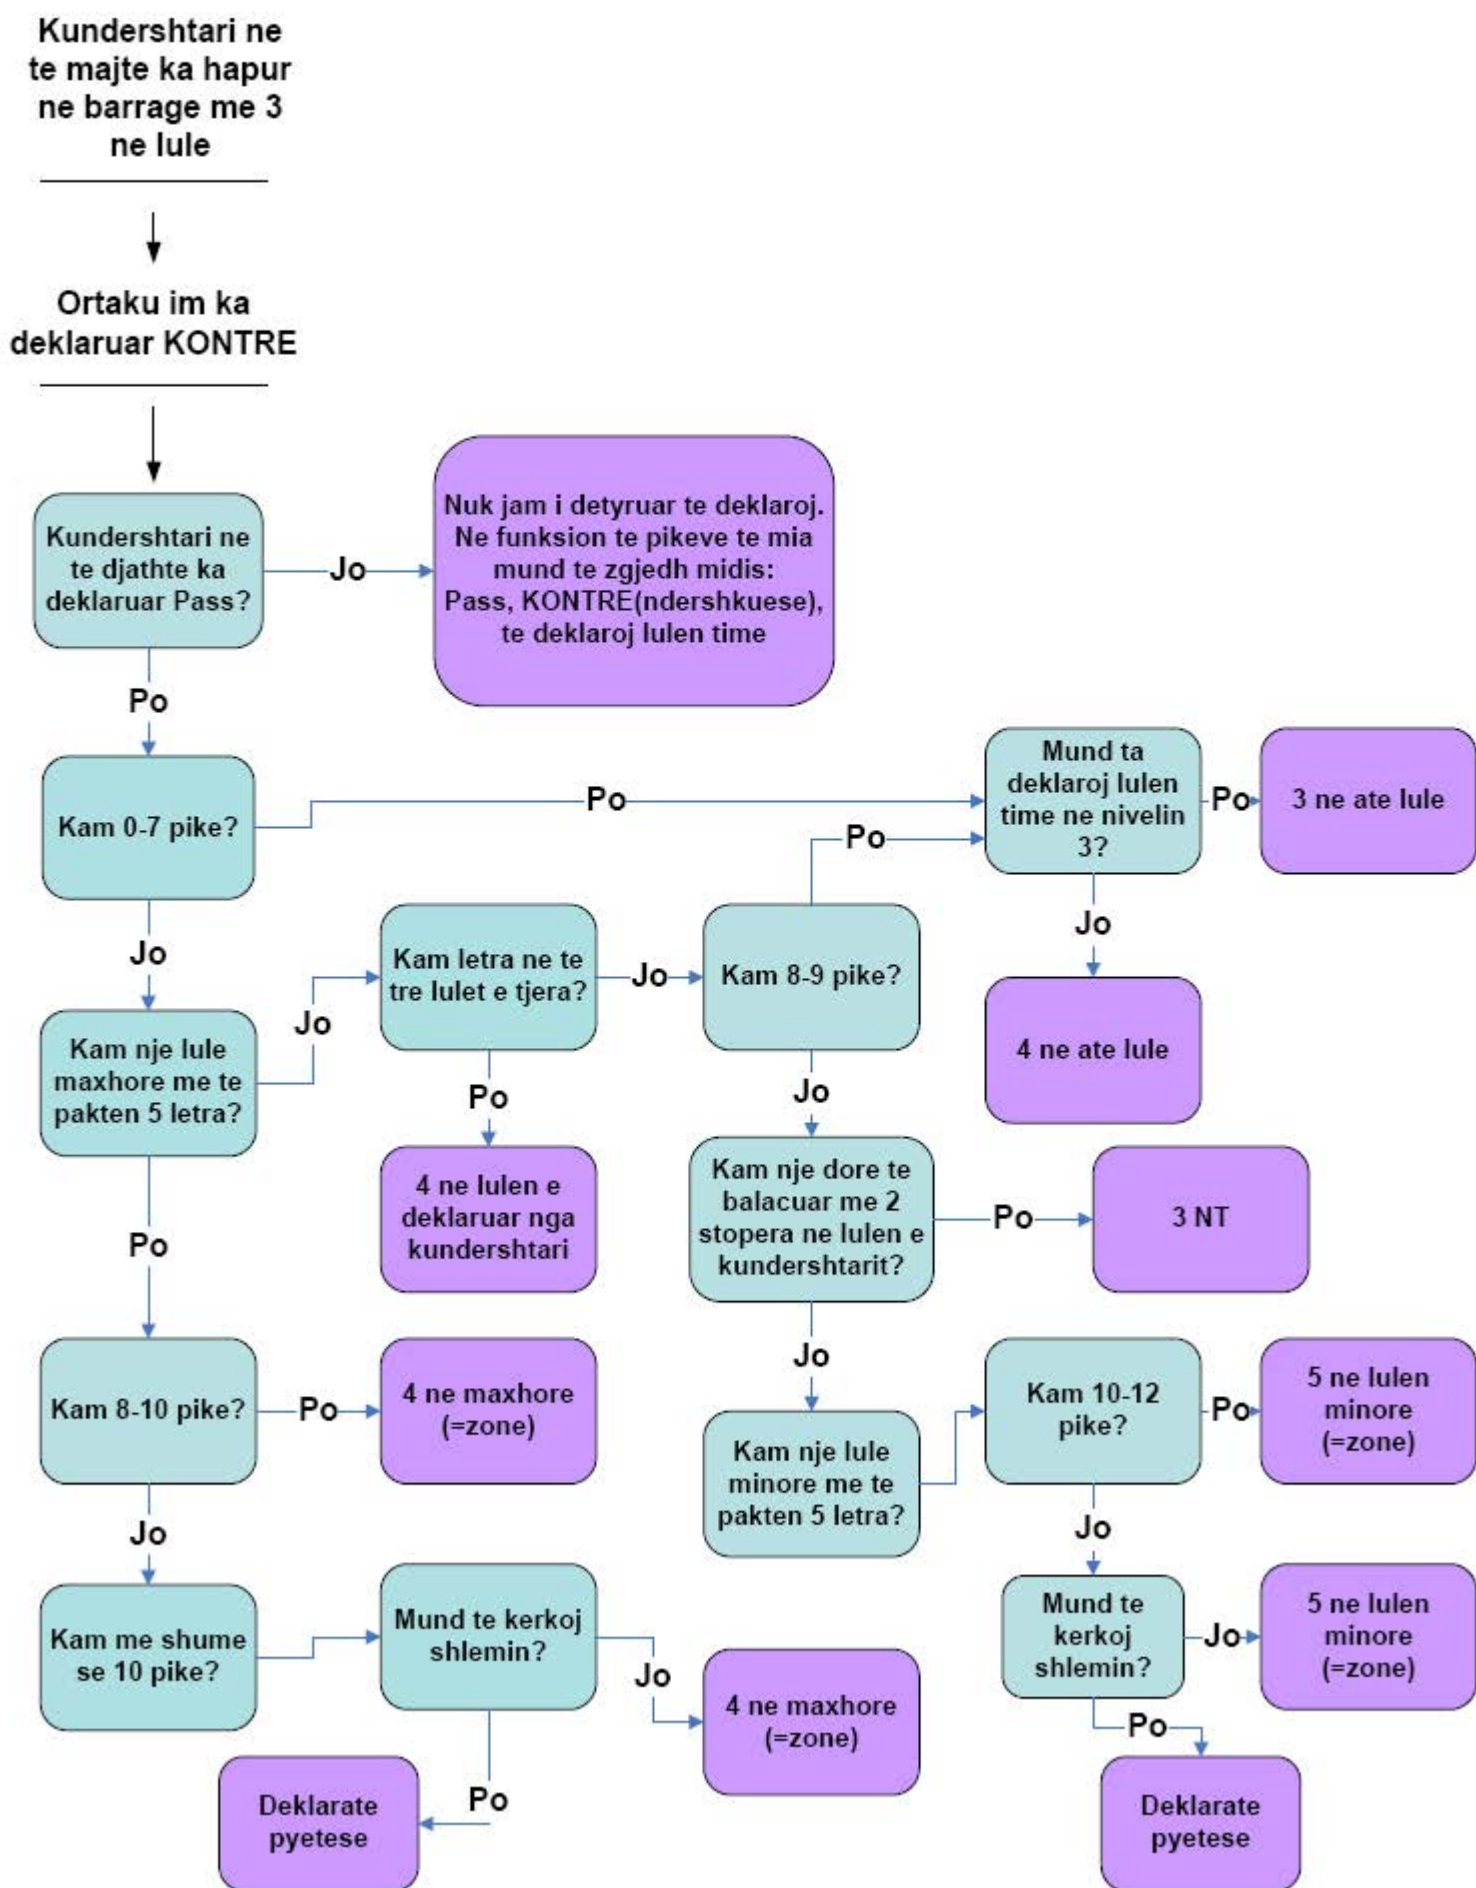 Kundershtari ne
te majte ka hapur
ne barrage me 3
ne lule
Ortaku im ka
deklaruar KONTRE
Kundershtari ne
te djathte ka
deklaruar Pass?
Jo
Nuk jam i detyruar te deklaroj.
Ne funksion te pikeve te mia
mund te zgjedh midis:
Pass, KONTRE(ndershkuese),
te deklaroj lulen time
Po
Kam 0-7 pike?
Po
Mund ta
deklaroj lulen
time ne nivelin
3?
Po
3 ne ate lule
Jo
4 ne ate lule
Jo
Kam nje lule
maxhore me te
pakten 5 letra?
Jo
Kam letra ne te
tre lulet e tjera?
Jo
Kam 8-9 pike?
Po
Po
4 ne lulen e
deklaruar nga
kundershtari
Jo
Kam nje dore te
balacuar me 2
stopera ne lulen e
kundershtarit?
Po
3 NT
Po
Kam 8-10 pike?
Po
4 ne maxhore
(=zone)
Jo
Kam nje lule
minore me te
pakten 5 letra?
Kam 10-12
pike?
Po
5 ne lulen
minore
(=zone)
Jo
Kam me shume
se 10 pike?
Mund te kerkoj
shlemin?
Jo
4 ne maxhore
(=zone)
Po
Deklarate
pyetese
Jo
Mund te
kerkoj
shlemin?
Jo
5 ne lulen
minore
(=zone)
Po
Deklarate
pyetese